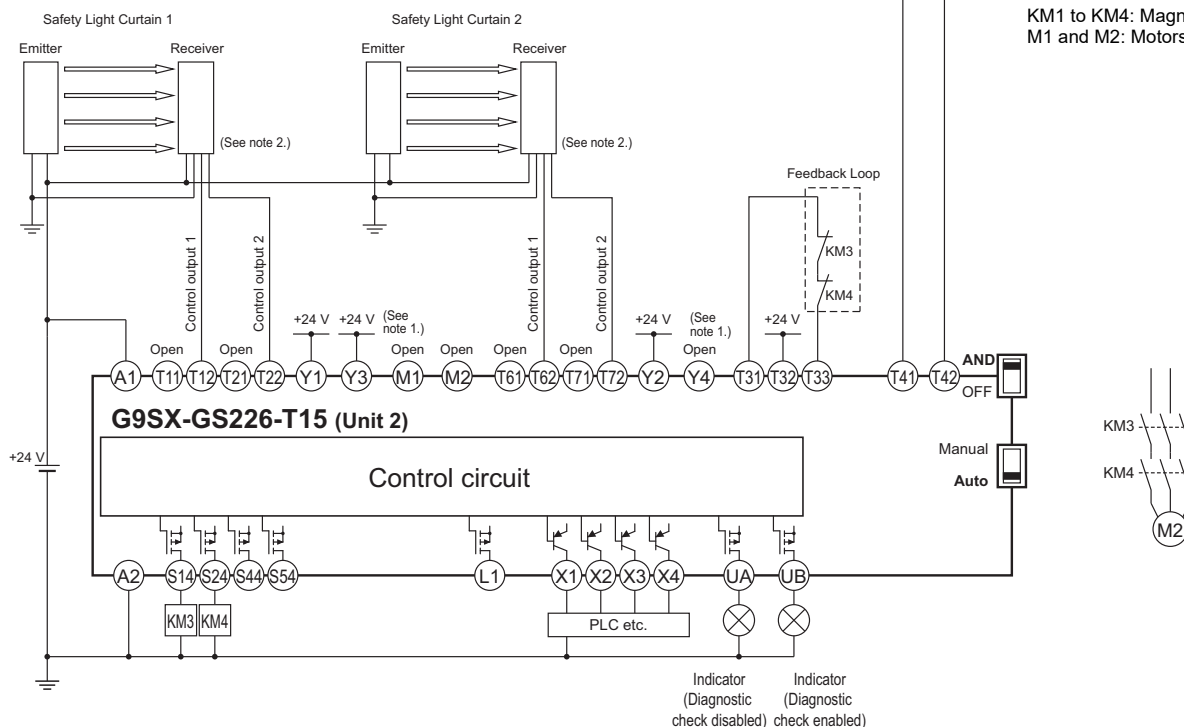 Safety Light Curtain 1
Safety Light Curtain 2
KM1 to KM4: Magn
M1 and M2: Motors
Emitter
Receiver
Emitter
Receiver
(See note 2.)
(See note 2.)
Feedback Loop
KM3
KM4
Control output 1
Control output 2
Control output 1
Control output 2
+24 V
+24 V
(See
note 1.)
+24 V
(See
note 1.)
+24 V
Open
Open
Open
Open
Open
Open
Open
A1
T11
T12
T21
T22
Y1
Y3
M1
M2
T61
T62
T71
T72
Y2
Y4
T31
T32
T33
T41
T42
AND
OFF
G9SX-GS226-T15 (Unit 2)
Manual
Auto
KM3
KM4
M2
+24 V
Control circuit
A2
S14
S24
S44
S54
L1
X1
X2
X3
X4
UA
UB
KM3
KM4
PLC etc.
Indicator
(Diagnostic
check disabled)
Indicator
(Diagnostic
check enabled)